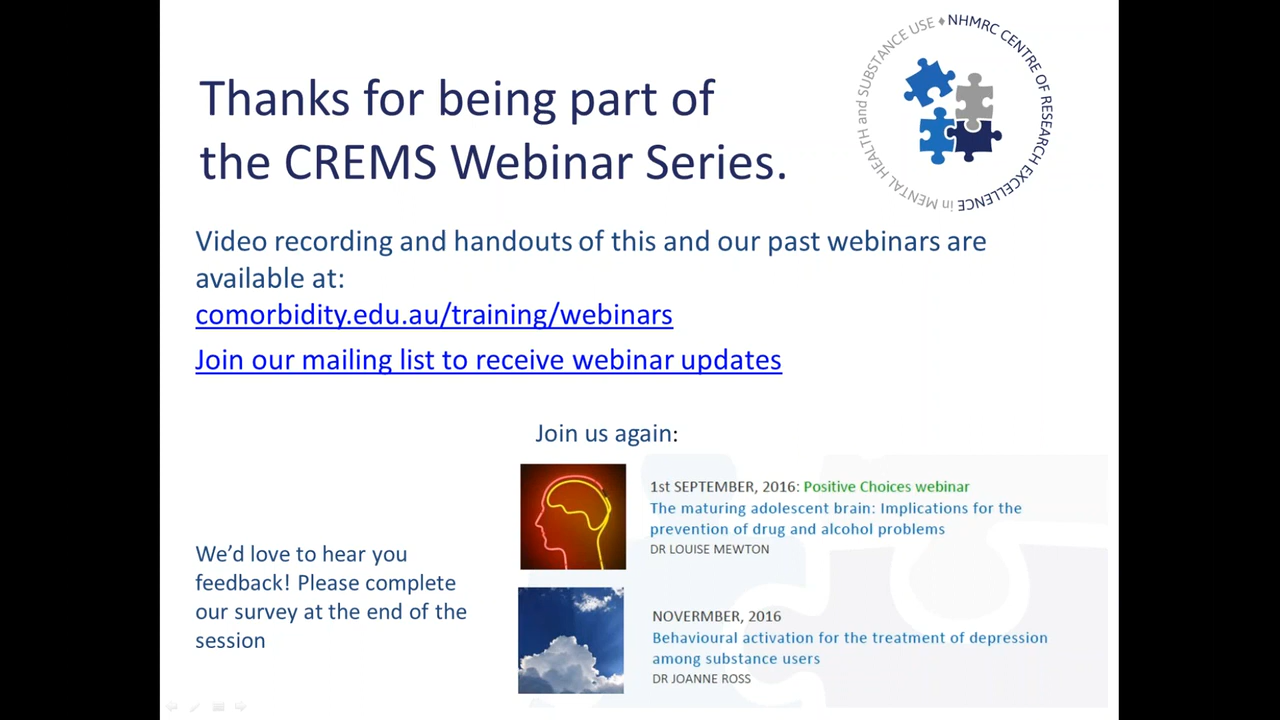 Thanks for being part of
the CREMS Webinar Series.
NHMRC CENTRE OF RESEARCH EXCELLENCE in MENTAL HEALTH and SUBSTANCE USE ♦
Video recording and handouts of this and our past webinars are
available at:
comorbidity.edu.au/training/webinars
Join our mailing list to receive webinar updates
Join us again:
1st SEPTEMBER, 2016: Positive Choices webinar
The maturing adolescent brain: Implications for the
prevention of drug and alcohol problems
DR LOUISE MEWTON
We’d love to hear you
feedback! Please complete
our survey at the end of the
session
NOVERMBER, 2016
Behavioural activation for the treatment of depression
among substance users
DR JOANNE ROSS